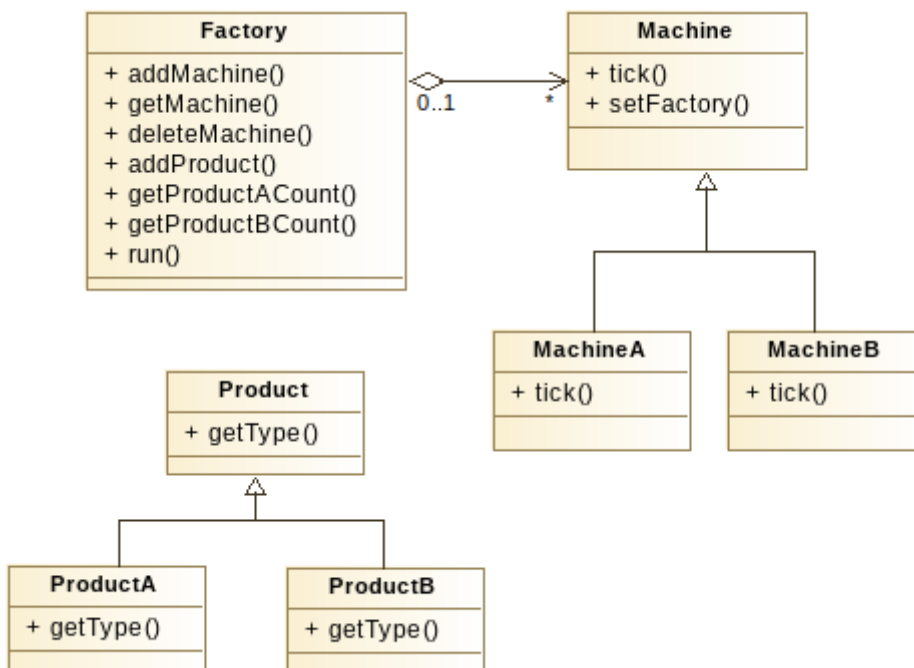 Factory
+ addMachine()
+ getMachine()
+ deleteMachine()
+ addProduct()
+ getProductACount()
+ getProductBCount()
+ run()
0..1
*
Machine
+ tick()
+ setFactory()
MachineA
+ tick()
MachineB
+ tick()
Product
+ getType()
ProductA
+ getType()
ProductB
+ getType()